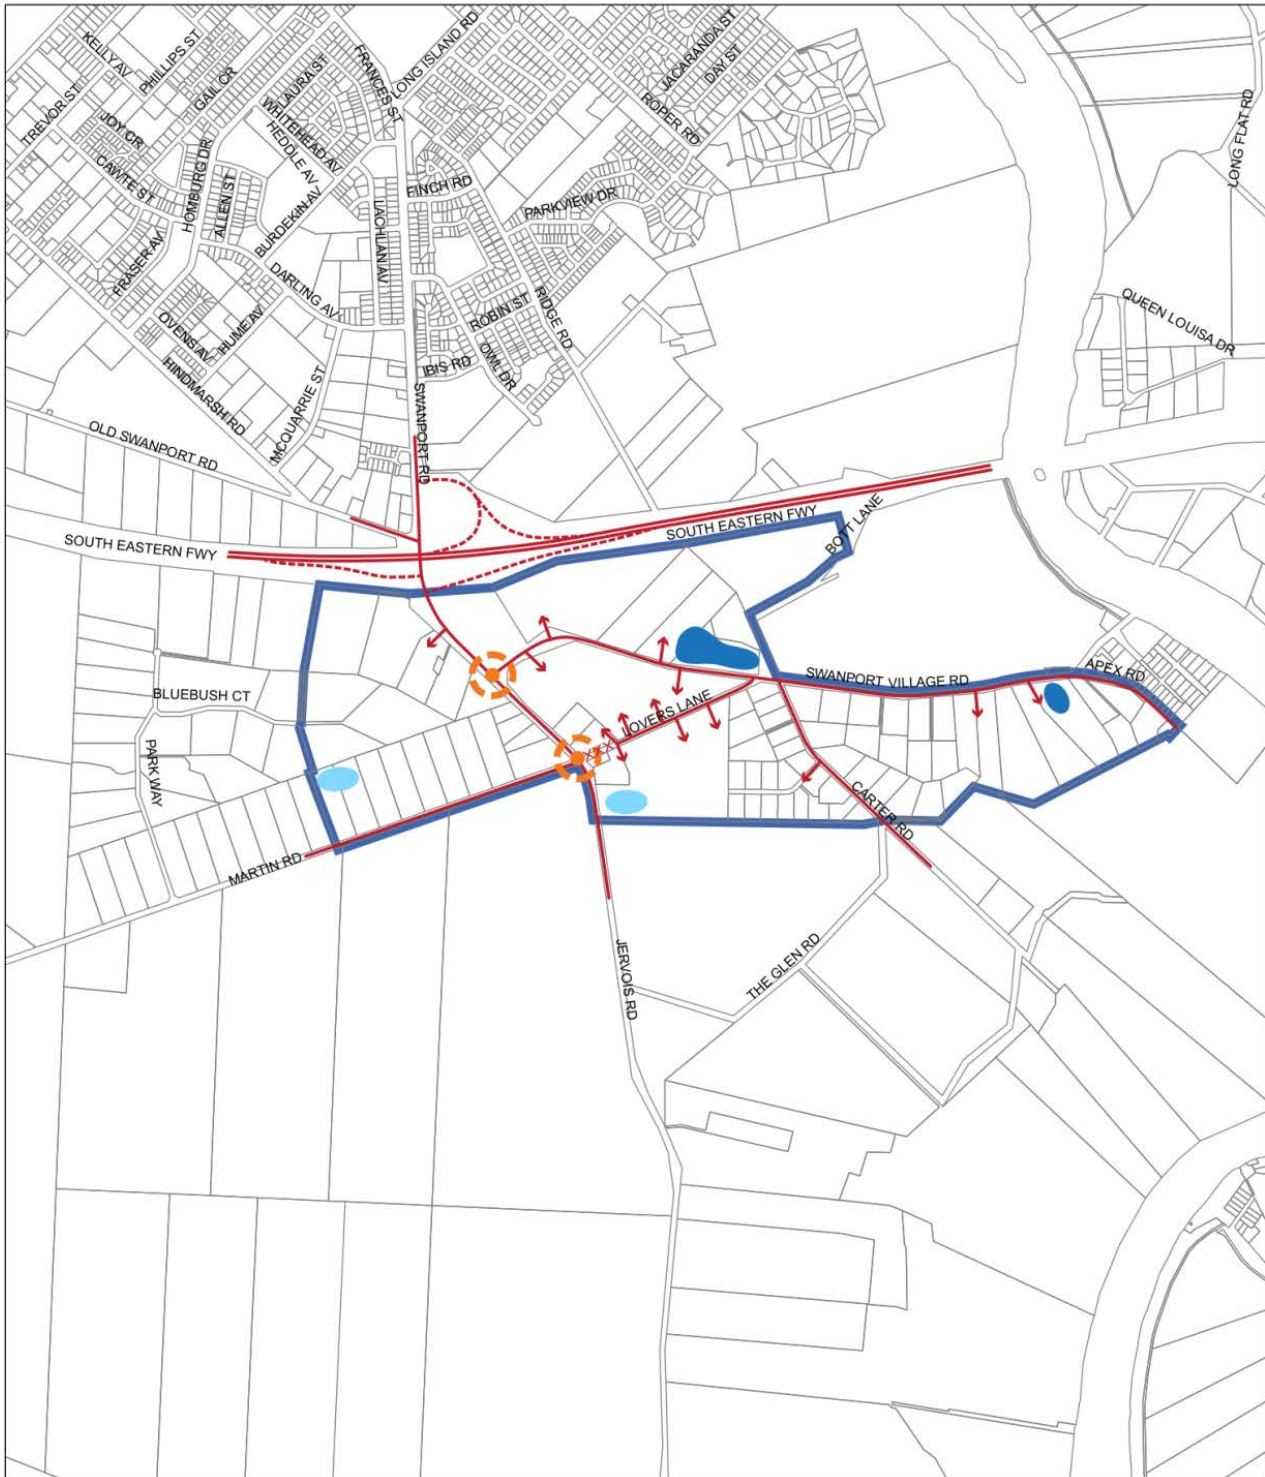 KELLY AV
PHILLIPS ST
GAIL CR
LAURA ST
FRANCES ST
LONG ISLAND RD
JACARANDA ST
DAY ST
ROPER RD
LONG FLAT RD
TREVOR ST
JOY CR
WHITEHEAD AV
HEDDLE AV
CAWTE ST
HOMBURG DR
ALLEN ST
BURDEKIN AV
LACHLAN AV
FINCH RD
PARKVIEW DR
FRASER AV
DARLING AV
OVENS AV
HUME AV
ROBIN ST
RIDGE RD
QUEEN LOUISA DR
HINDMARSH RD
MCQUARRIE ST
IBIS RD
OWL DR
SWANPORT RD
OLD SWANPORT RD
SOUTH EASTERN FWY
SOUTH EASTERN FWY
BOTT LANE
BLUEBUSH CT
PARK WAY
LOVERS LANE
XXX
SWANPORT VILLAGE RD
APEX RD
CARTER RD
MARTIN RD
JERVOIS RD
THE GLEN RD